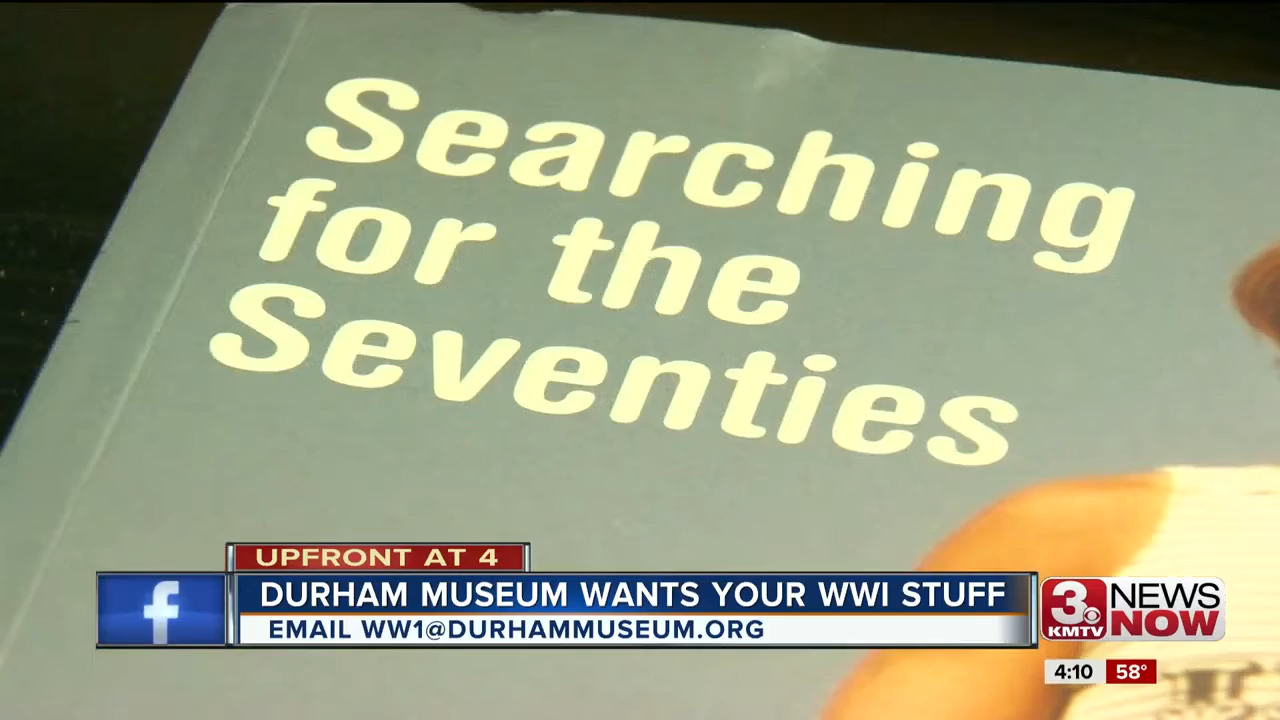 Searching
for the
Seventies
UPFRONT AT 4
f
DURHAM MUSEUM WANTS YOUR WWI STUFF
EMAIL WW1@DURHAMMUSEUM.ORG
3
KMTV
NEWS
NOW
4:10 58°